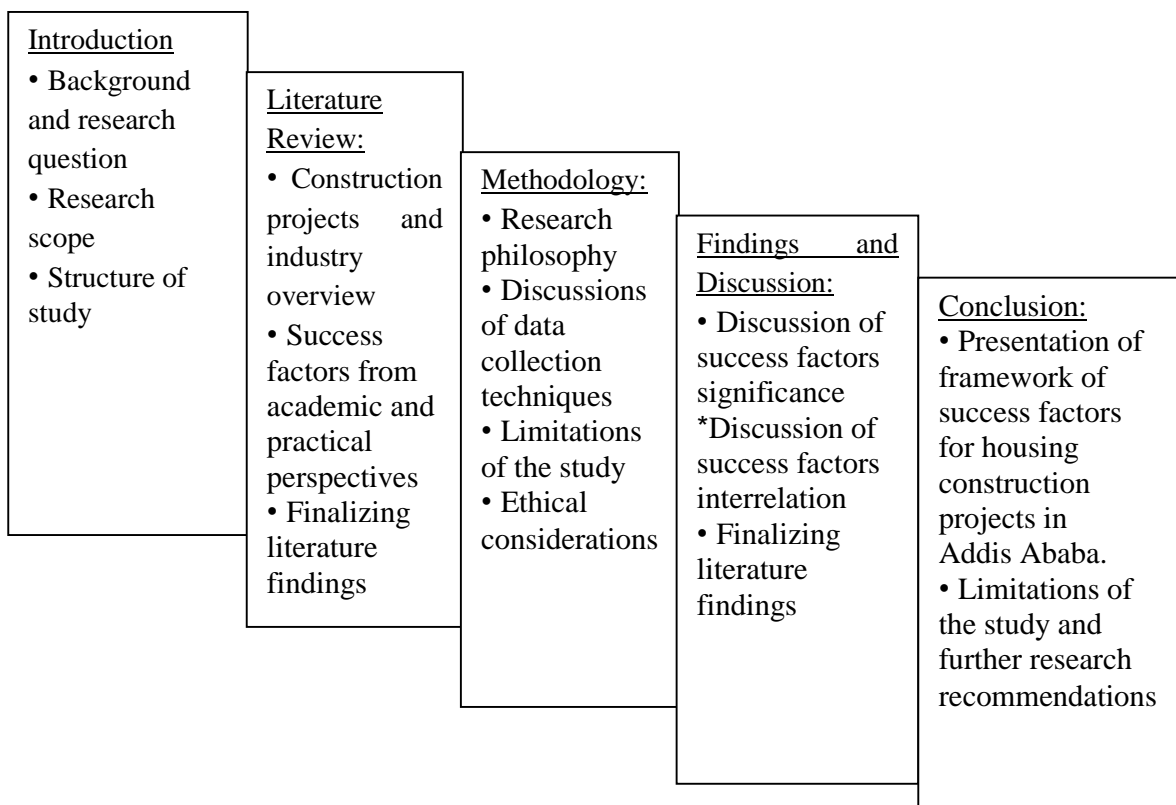 Introduction
• Background
and research
question
• Research
scope
• Structure of
study
Literature
Review:
• Construction
projects and
industry
overview
• Success
factors from
academic and
practical
perspectives
• Finalizing
literature
findings
Methodology:
• Research
philosophy
• Discussions
of data
collection
techniques
• Limitations
of the study
• Ethical
considerations
Findings and
Discussion:
• Discussion of
success factors
significance
*Discussion of
success factors
interrelation
• Finalizing
literature
findings
Conclusion:
• Presentation of
framework of
success factors
for housing
construction
projects in
Addis Ababa.
• Limitations of
the study and
further research
recommendations